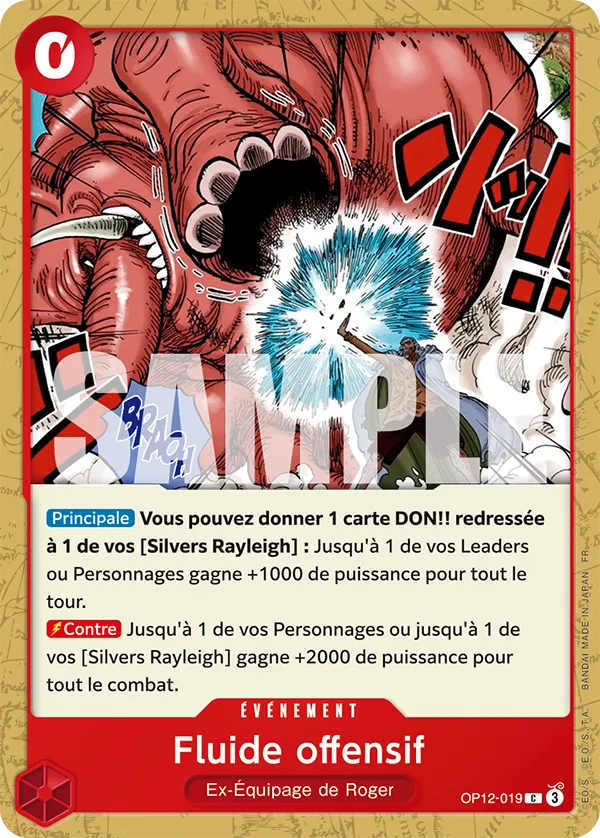 0
SAMPLE
BRAOH
Principale Vous pouvez donner 1 carte DON!! redressée
à 1 de vos [Silvers Rayleigh] : Jusqu'à 1 de vos Leaders
ou Personnages gagne +1000 de puissance pour tout le
tour.
Contre Jusqu'à 1 de vos Personnages ou jusqu'à 1 de
vos [Silvers Rayleigh] gagne +2000 de puissance pour
tout le combat.
ÉVÉNEMENT
Fluide offensif
Ex-Équipage de Roger
OP12-019 C 3
©E.O./S.,T.A. BANDAI MADE IN JAPAN FR